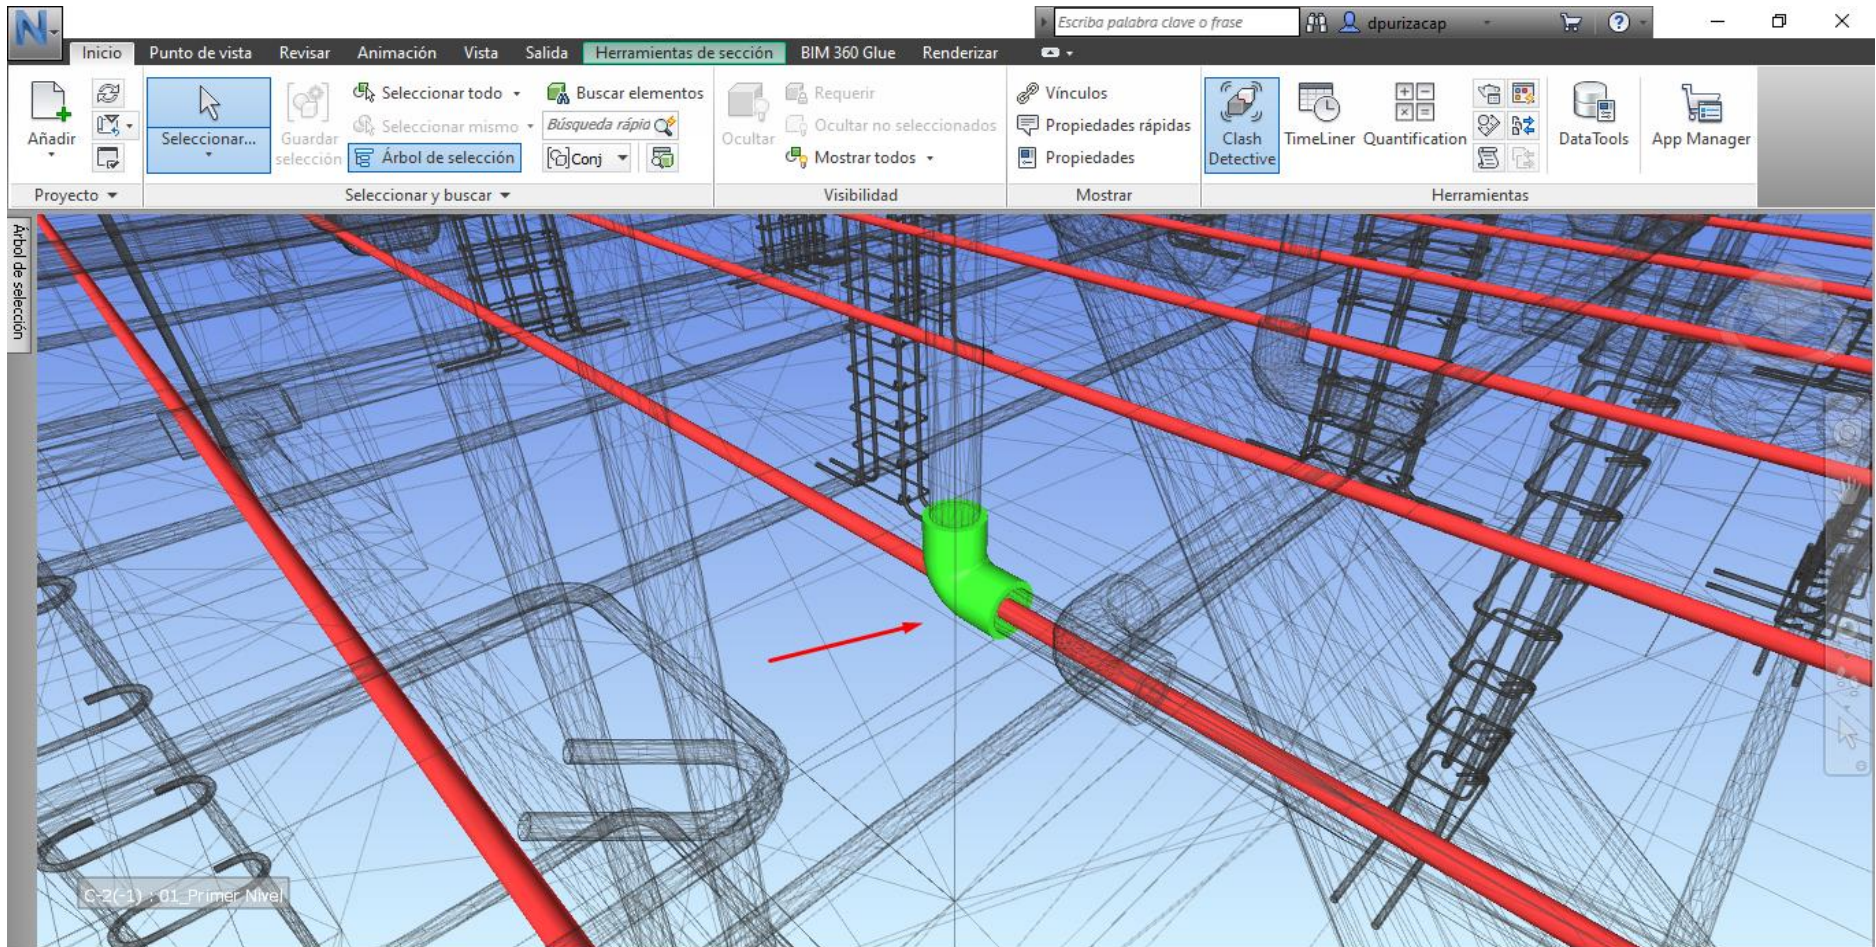 Escriba palabra clave o frase
dpurizacap
Inicio Punto de vista Revisar Animación Vista Salida Herramientas de sección BIM 360 Glue Renderizar
Añadir
Seleccionar...
Guardar selección
Seleccionar todo
Seleccionar mismo
Árbol de selección
Buscar elementos
Búsqueda rápid
Conj
Ocultar
Requerir
Ocultar no seleccionados
Mostrar todos
Vínculos
Propiedades rápidas
Propiedades
Clash Detective
TimeLiner
Quantification
DataTools
App Manager
Proyecto
Seleccionar y buscar
Visibilidad
Mostrar
Herramientas
Árbol de selección
C-2(-1) : 01_Primer Nivel